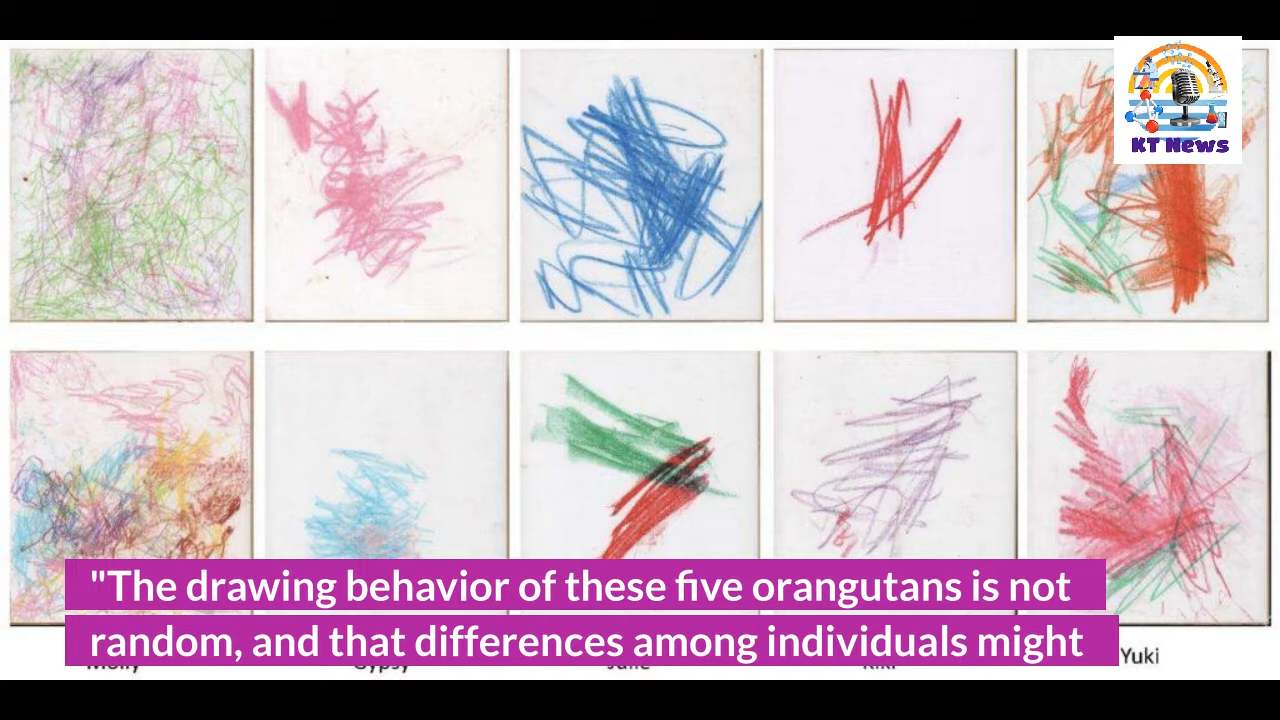 KT News
"The drawing behavior of these five orangutans is not
random, and that differences among individuals might
Yuki